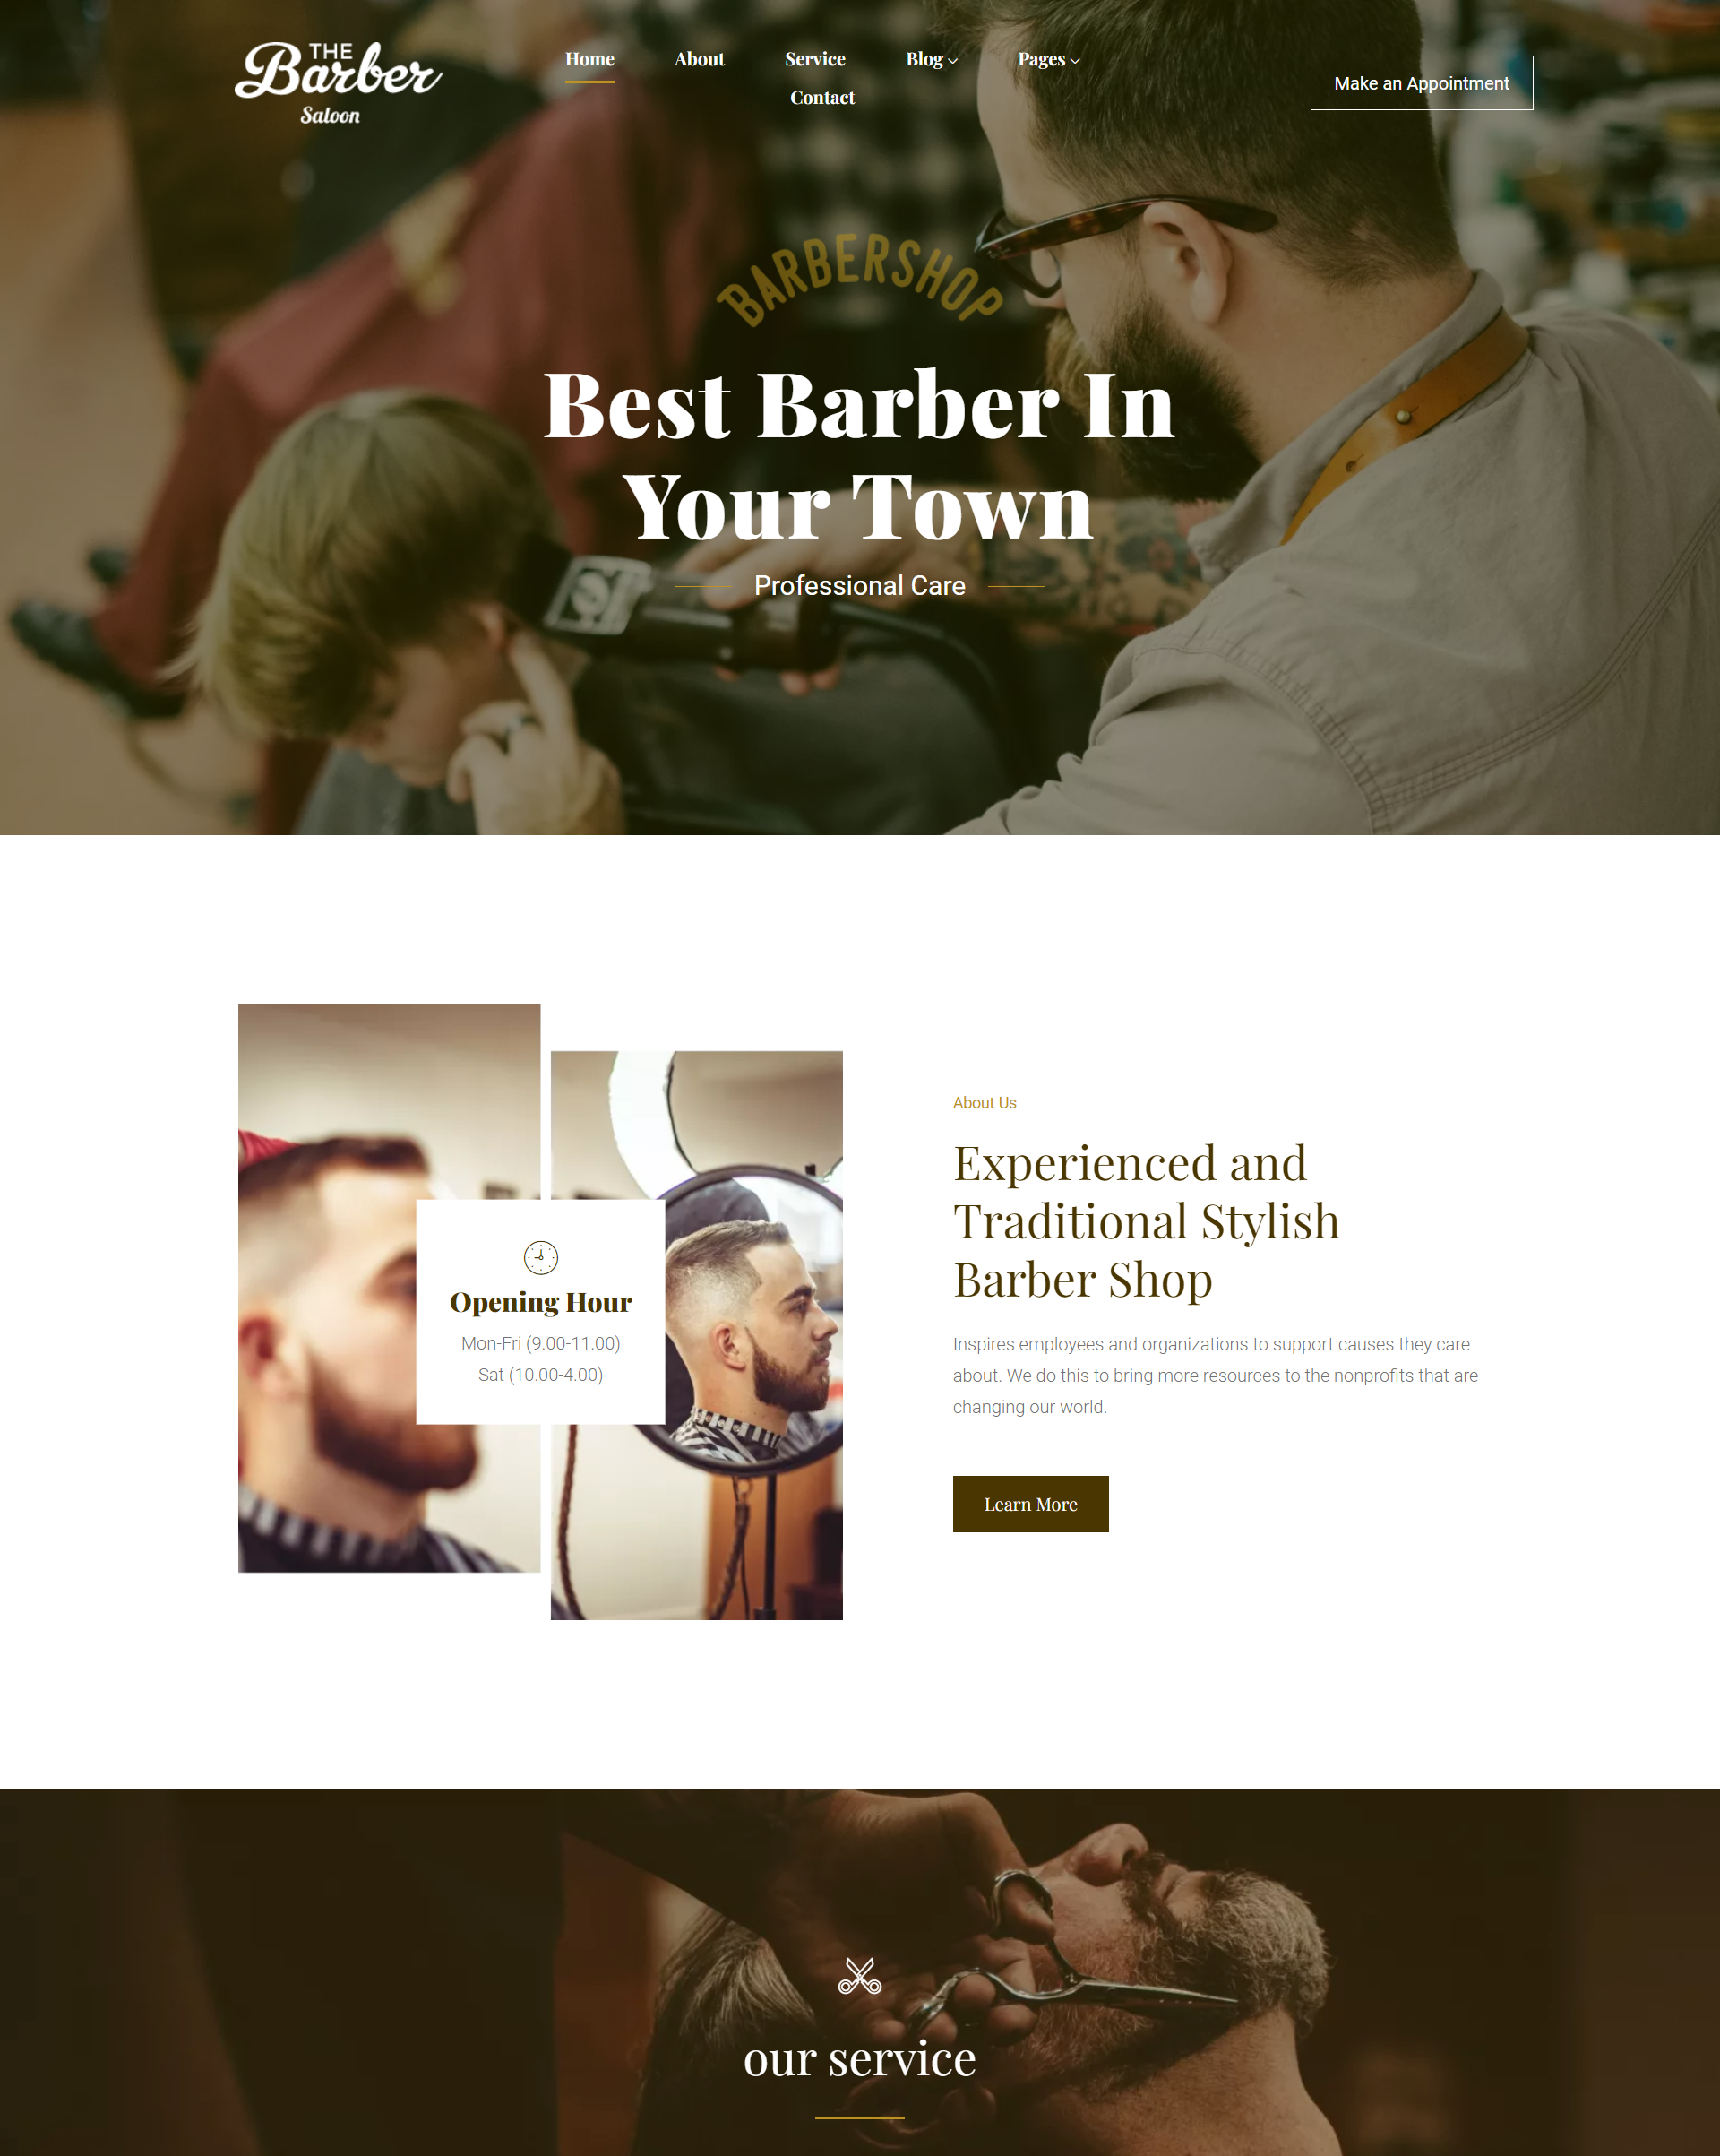 THE
Barber
Saloon
Home
About
Service
Blog
Pages
Contact
Make an Appointment
BARBERSHOP
Best Barber In
Your Town
Professional Care
Opening Hour
Mon-Fri (9.00-11.00)
Sat (10.00-4.00)
About Us
Experienced and
Traditional Stylish
Barber Shop
Inspires employees and organizations to support causes they care
about. We do this to bring more resources to the nonprofits that are
changing our world.
Learn More
our service